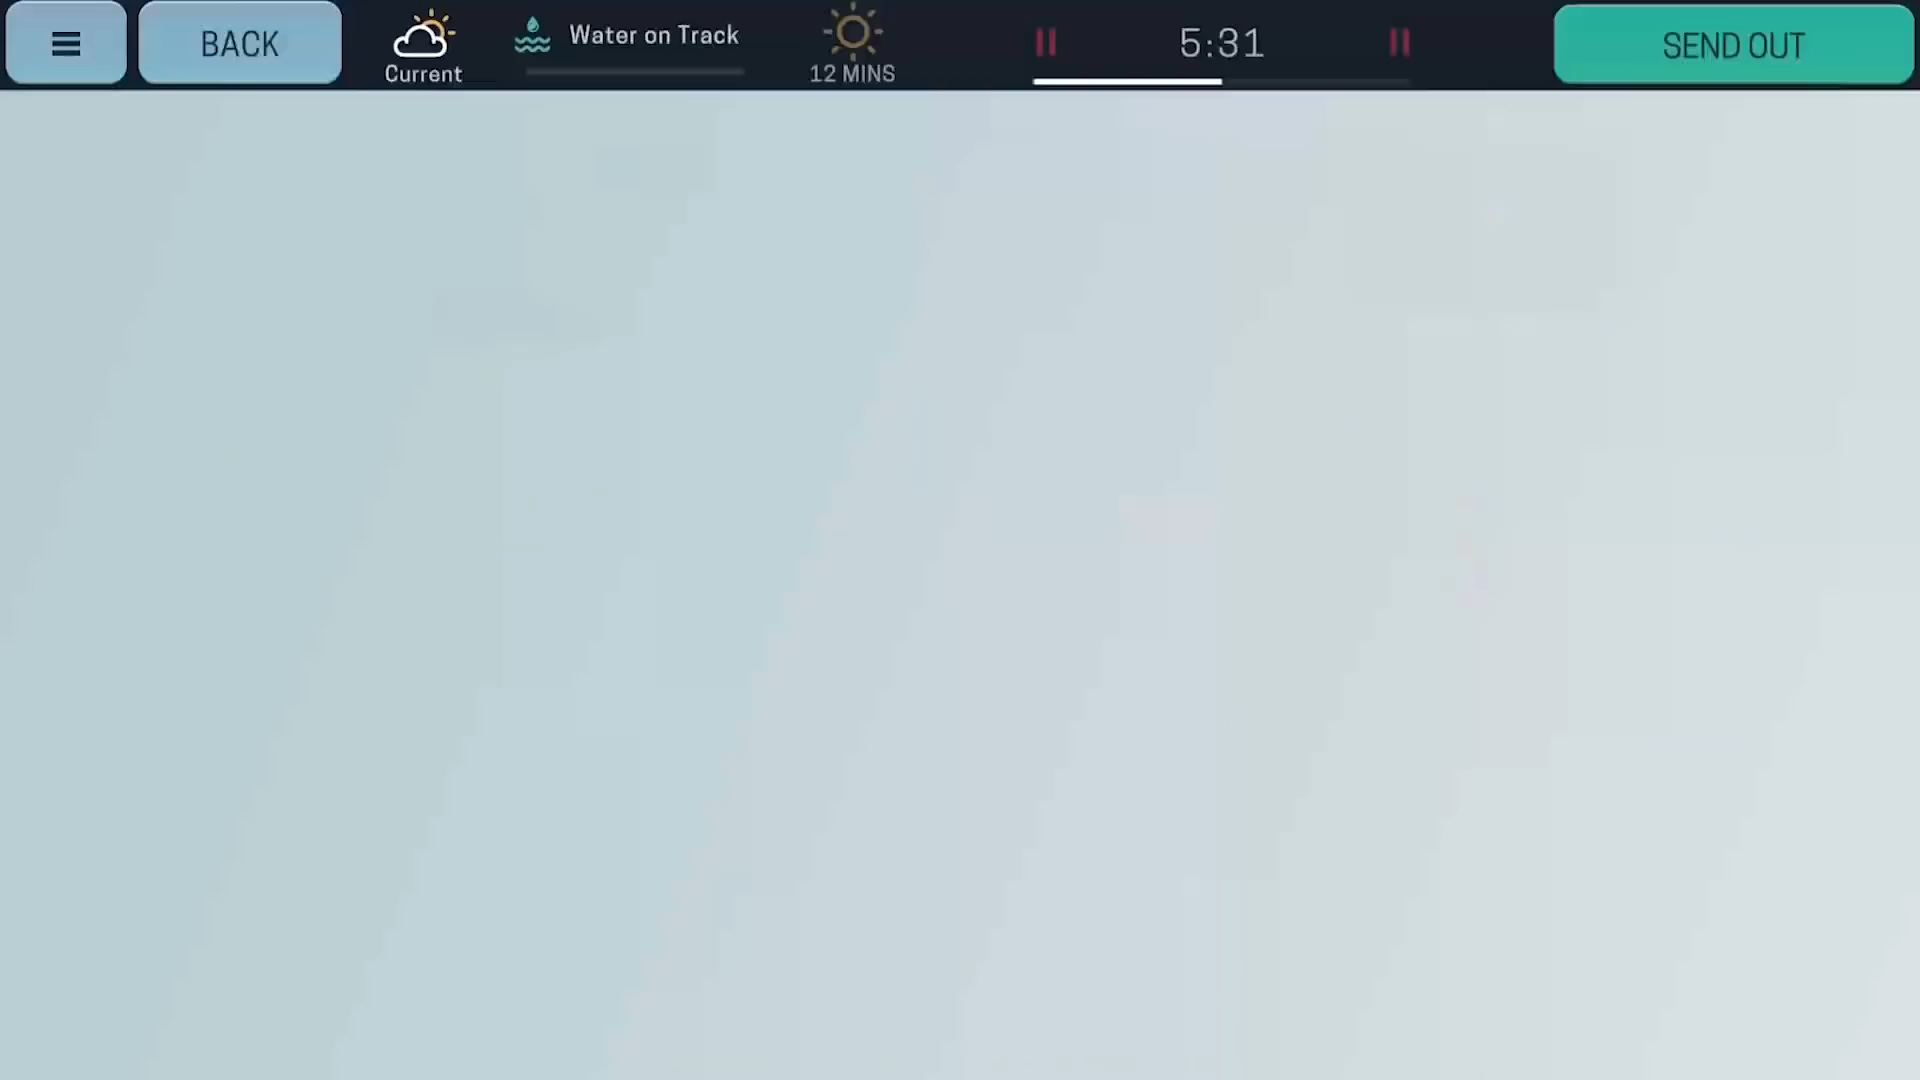 BACK
Current
Water on Track
12 MINS
5:31
SEND OUT